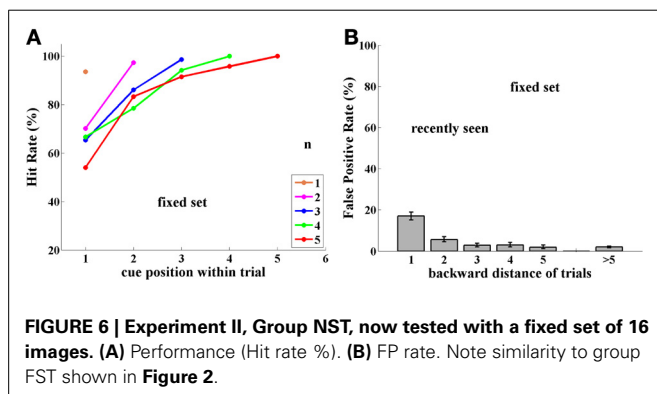 A
B
100
80
60
40
20
Hit Rate (%)
fixed set
n
1
2
3
4
5
1 2 3 4 5 6
cue position within trial
100
80
60
40
20
0
False Positive Rate (%)
fixed set
recently seen
1 2 3 4 5 >5
backward distance of trials
FIGURE 6 | Experiment II, Group NST, now tested with a fixed set of 16
images. (A) Performance (Hit rate %). (B) FP rate. Note similarity to group
FST shown in Figure 2.